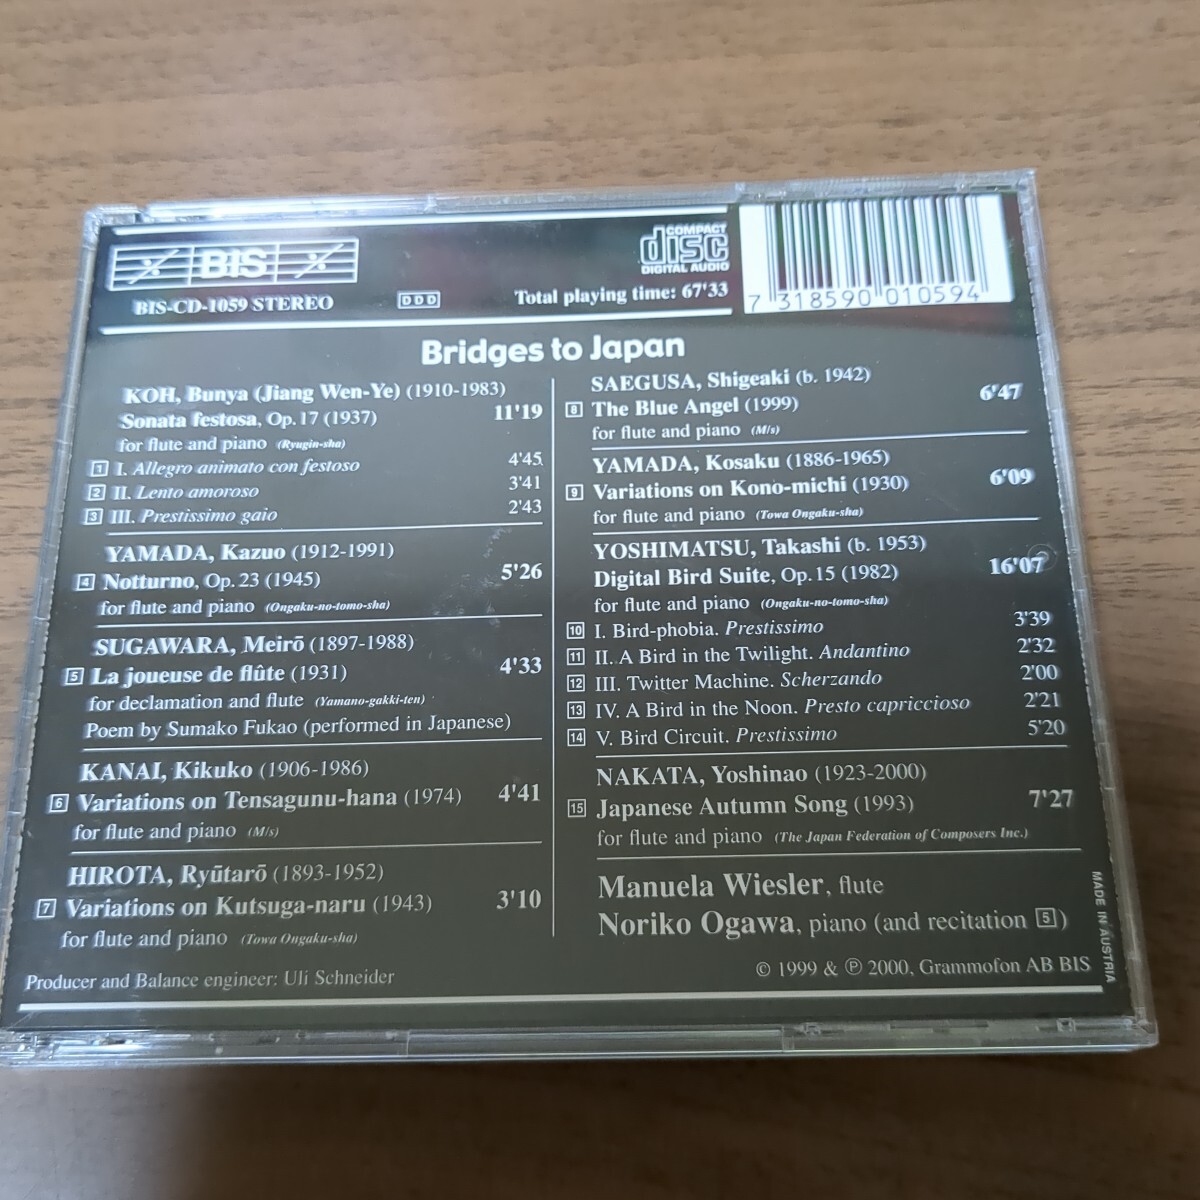 BIS
BIS-CD-1059 STEREO
DDD
Total playing time: 67'33
COMPACT
disc
DIGITAL AUDIO
7 318590 010594
Bridges to Japan
KOH, Bunya (Jiang Wen-Ye) (1910-1983)
Sonata festosa, Op. 17 (1937) 11'19
for flute and piano (Ryugin-sha)
1 I. Allegro animato con festoso 4'45
2 II. Lento amoroso 3'41
3 III. Prestissimo gaio 2'43
YAMADA, Kazuo (1912-1991)
4 Notturno, Op. 23 (1945) 5'26
for flute and piano (Ongaku-no-tomo-sha)
SUGAWARA, Meirō (1897-1988)
5 La joueuse de flûte (1931) 4'33
for declamation and flute (Yamano-gakki-ten)
Poem by Sumako Fukao (performed in Japanese)
KANAI, Kikuko (1906-1986)
6 Variations on Tensagunu-hana (1974) 4'41
for flute and piano (M/s)
HIROTA, Ryūtarō (1893-1952)
7 Variations on Kutsuga-naru (1943) 3'10
for flute and piano (Towa Ongaku-sha)
SAEGUSA, Shigeaki (b. 1942)
8 The Blue Angel (1999) 6'47
for flute and piano (M/s)
YAMADA, Kosaku (1886-1965)
9 Variations on Kono-michi (1930) 6'09
for flute and piano (Towa Ongaku-sha)
YOSHIMATSU, Takashi (b. 1953)
Digital Bird Suite, Op. 15 (1982) 16'07
for flute and piano (Ongaku-no-tomo-sha)
10 I. Bird-phobia. Prestissimo 3'39
11 II. A Bird in the Twilight. Andantino 2'32
12 III. Twitter Machine. Scherzando 2'00
13 IV. A Bird in the Noon. Presto capriccioso 2'21
14 V. Bird Circuit. Prestissimo 5'20
NAKATA, Yoshinao (1923-2000)
15 Japanese Autumn Song (1993) 7'27
for flute and piano (The Japan Federation of Composers Inc.)
Manuela Wiesler, flute
Noriko Ogawa, piano (and recitation 5)
Producer and Balance engineer: Uli Schneider
© 1999 & ℗ 2000, Grammofon AB BIS
MADE IN AUSTRIA